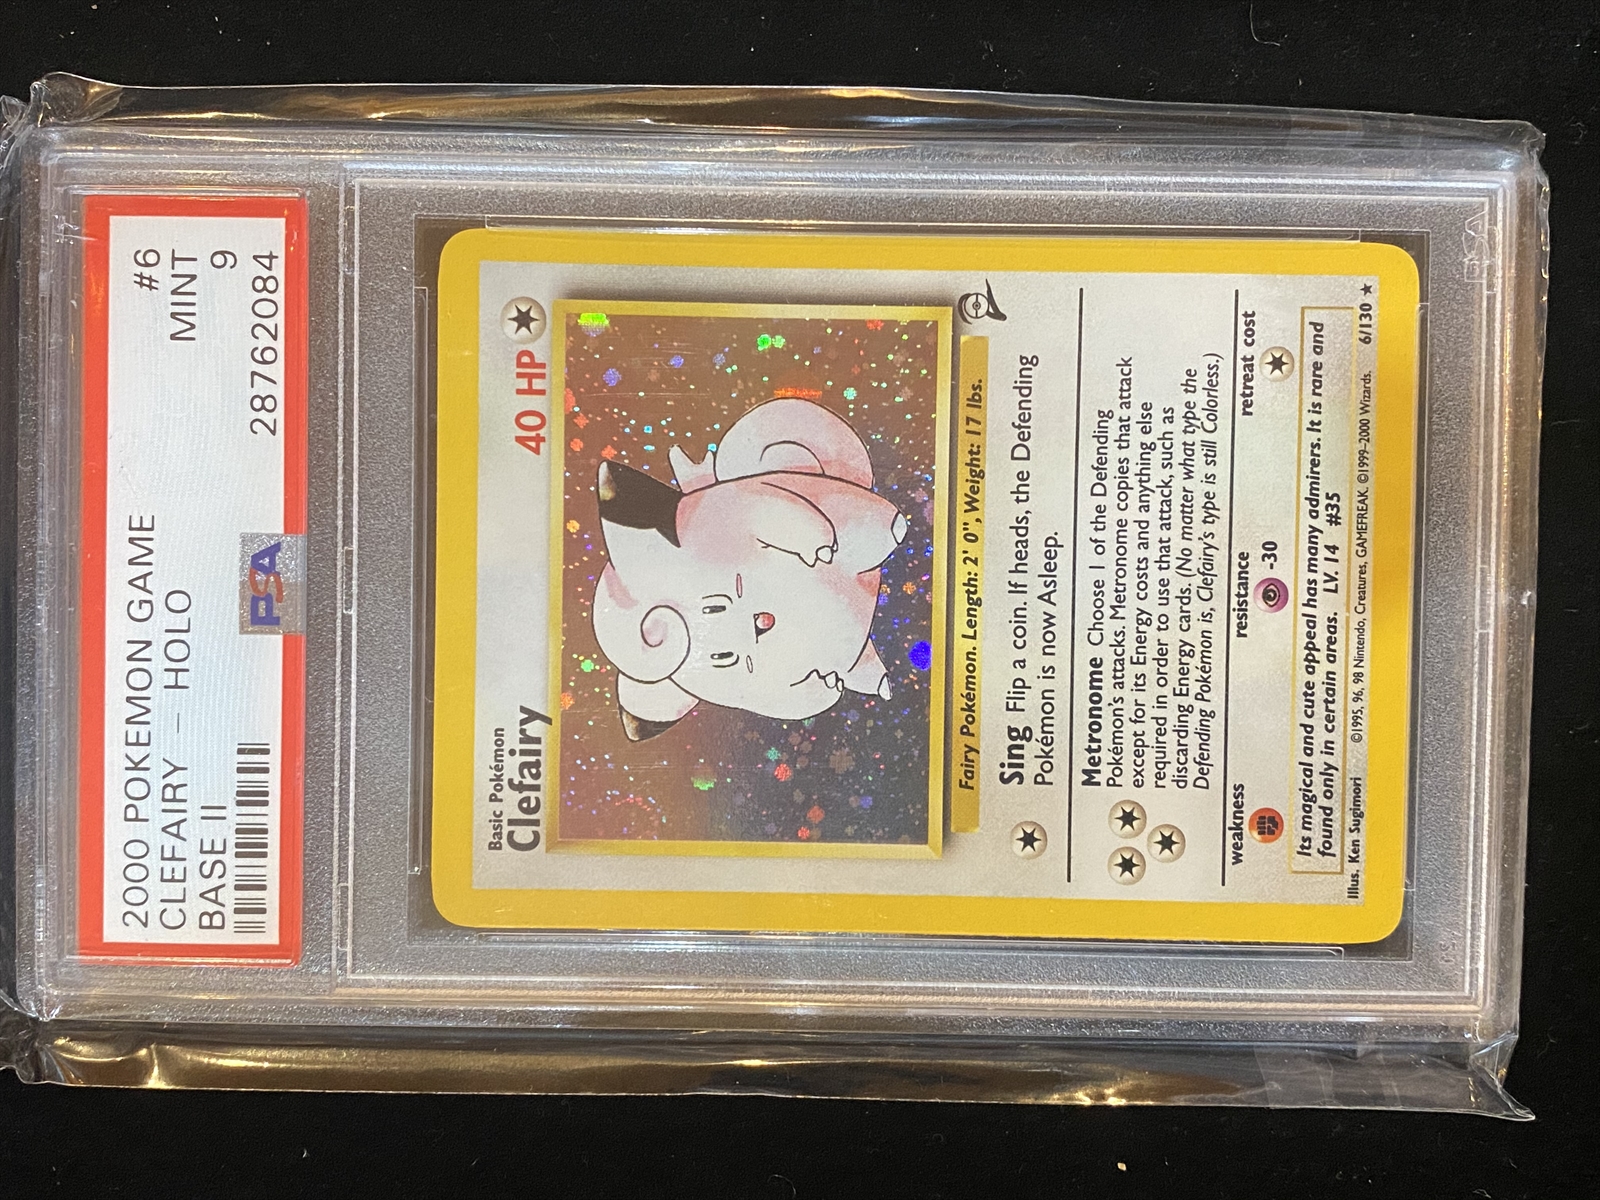 2000 POKEMON GAME #6
CLEFAIRY – HOLO MINT
BASE II 9
28762084
PSA
Basic Pokémon
Clefairy 40 HP
Fairy Pokémon. Length: 2' 0", Weight: 17 lbs.
Sing Flip a coin. If heads, the Defending
Pokémon is now Asleep.
Metronome Choose 1 of the Defending
Pokémon's attacks. Metronome copies that attack
except for its Energy costs and anything else
required in order to use that attack, such as
discarding Energy cards. (No matter what type the
Defending Pokémon is, Clefairy's type is still Colorless.)
weakness resistance retreat cost
-30
Its magical and cute appeal has many admirers. It is rare and
found only in certain areas. LV. 14 #35
Illus. Ken Sugimori ©1995, 96, 98 Nintendo, Creatures, GAMEFREAK. ©1999-2000 Wizards. 6/130 ★
PSA